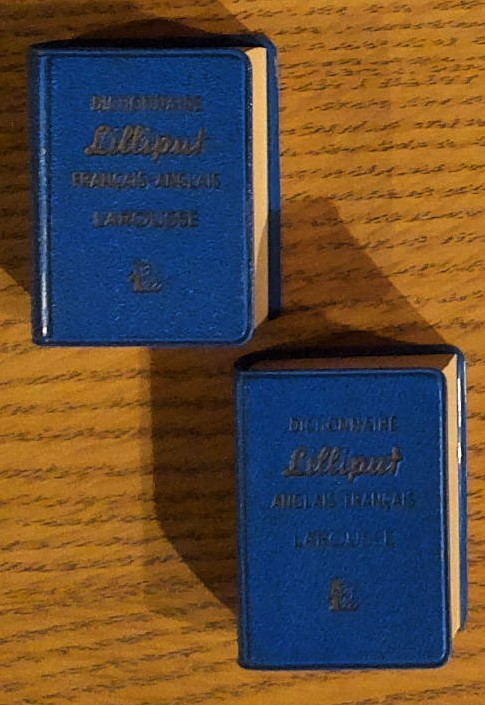 DICTIONNAIRE
Lilliput
FRANÇAIS-ANGLAIS
LAROUSSE
DICTIONNAIRE
Lilliput
ANGLAIS-FRANÇAIS
LAROUSSE